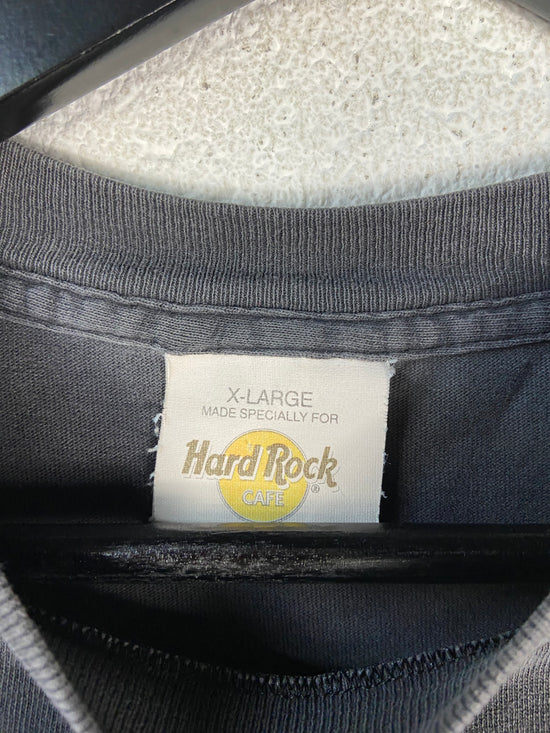 X-LARGE
MADE SPECIALLY FOR
Hard Rock
CAFE ®